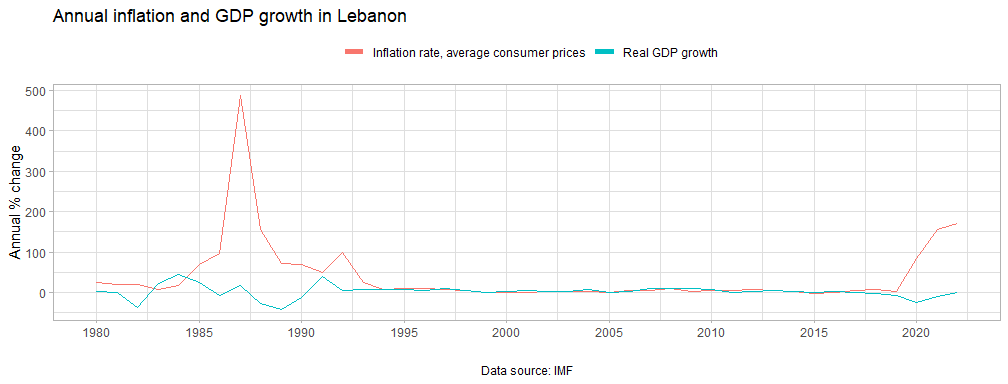 Annual inflation and GDP growth in Lebanon
Inflation rate, average consumer prices Real GDP growth
Annual % change
500
400
300
200
100
0
1980 1985 1990 1995 2000 2005 2010 2015 2020
Data source: IMF